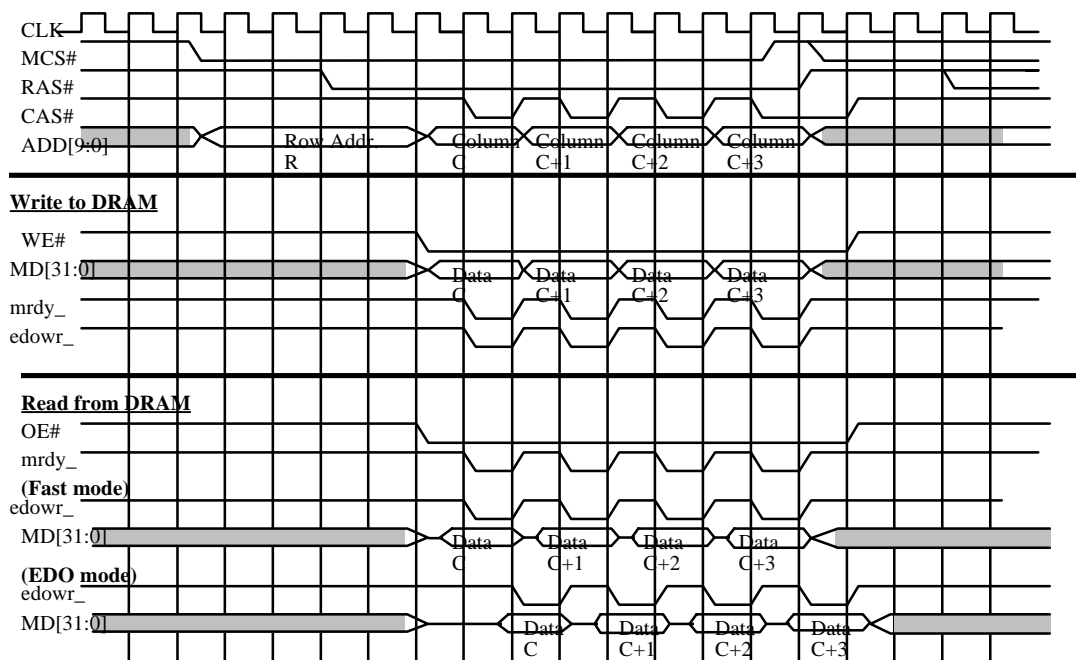 CLK
MCS#
RAS#
CAS#
ADD[9:0]
Row Addr Column Column Column Column
R C C+1 C+2 C+3
Write to DRAM
WE#
MD[31:0]
Data Data Data Data
C C+1 C+2 C+3
mrdy_
edowr_
Read from DRAM
OE#
mrdy_
(Fast mode)
edowr_
MD[31:0]
Data Data Data Data
C C+1 C+2 C+3
(EDO mode)
edowr_
MD[31:0]
Data Data Data Data
C C+1 C+2 C+3